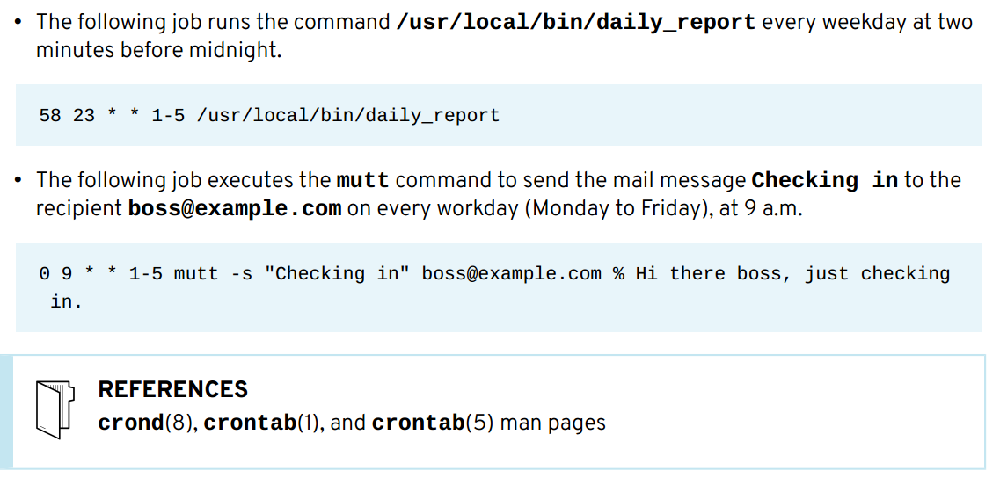 • The following job runs the command /usr/local/bin/daily_report every weekday at two
minutes before midnight.
58 23 * * 1-5 /usr/local/bin/daily_report
• The following job executes the mutt command to send the mail message Checking in to the
recipient boss@example.com on every workday (Monday to Friday), at 9 a.m.
0 9 * * 1-5 mutt -s "Checking in" boss@example.com % Hi there boss, just checking
in.
REFERENCES
crond(8), crontab(1), and crontab(5) man pages